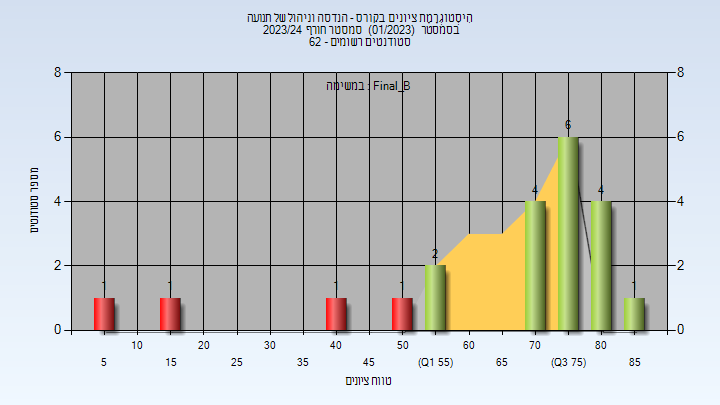 היסטוגרמת ציונים בקורס - הנדסה וניהול של תנועה
בסמסטר (01/2023) סמסטר חורף 2023/24
סטודנטים רשומים - 62
במשימה : Final_B
מספר סטודנטים
8 8
6 6
4 4
2 2
0 0
1 1 1 1 2 4 6 4 1
10 20 30 40 50 60 70 80
5 15 25 35 45 (Q1 55) 65 (Q3 75) 85
טווח ציונים